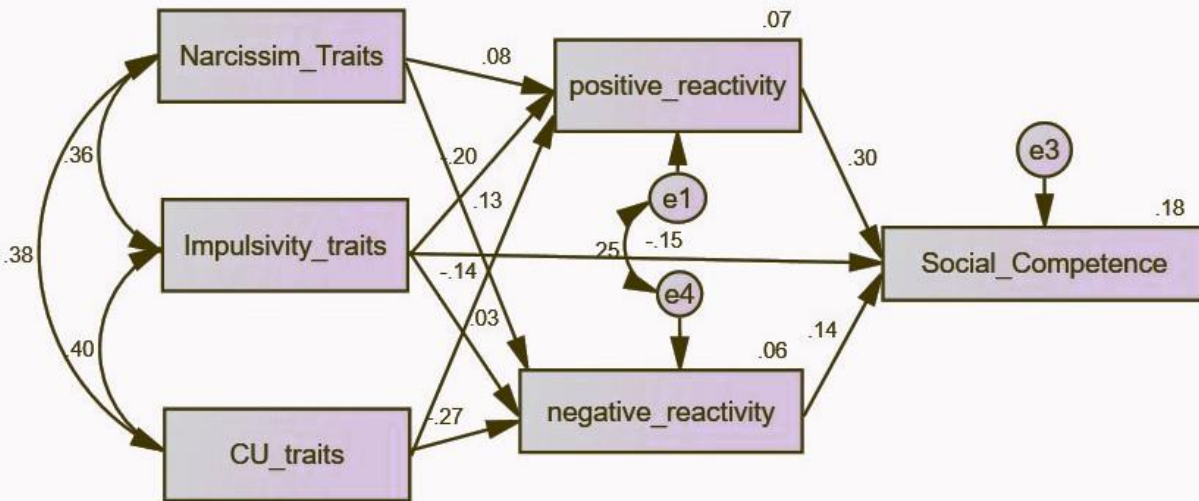 .07
Narcissim_Traits
.08
positive_reactivity
e3
.36
-.20
.30
.13
e1
.18
Impulsivity_traits
.25
-.15
Social_Competence
.38
-.14
e4
.03
.40
.06
.14
-.27
negative_reactivity
CU_traits